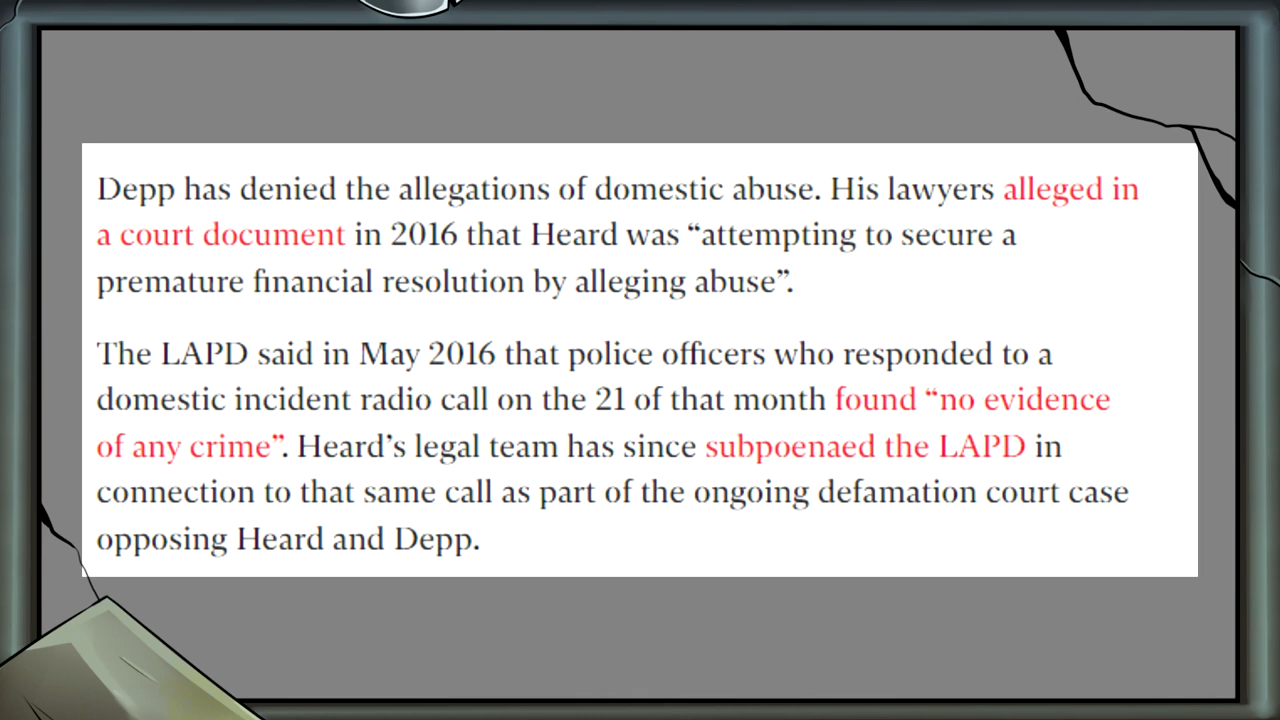 Depp has denied the allegations of domestic abuse. His lawyers alleged in
a court document in 2016 that Heard was “attempting to secure a
premature financial resolution by alleging abuse”.
The LAPD said in May 2016 that police officers who responded to a
domestic incident radio call on the 21 of that month found “no evidence
of any crime”. Heard’s legal team has since subpoenaed the LAPD in
connection to that same call as part of the ongoing defamation court case
opposing Heard and Depp.